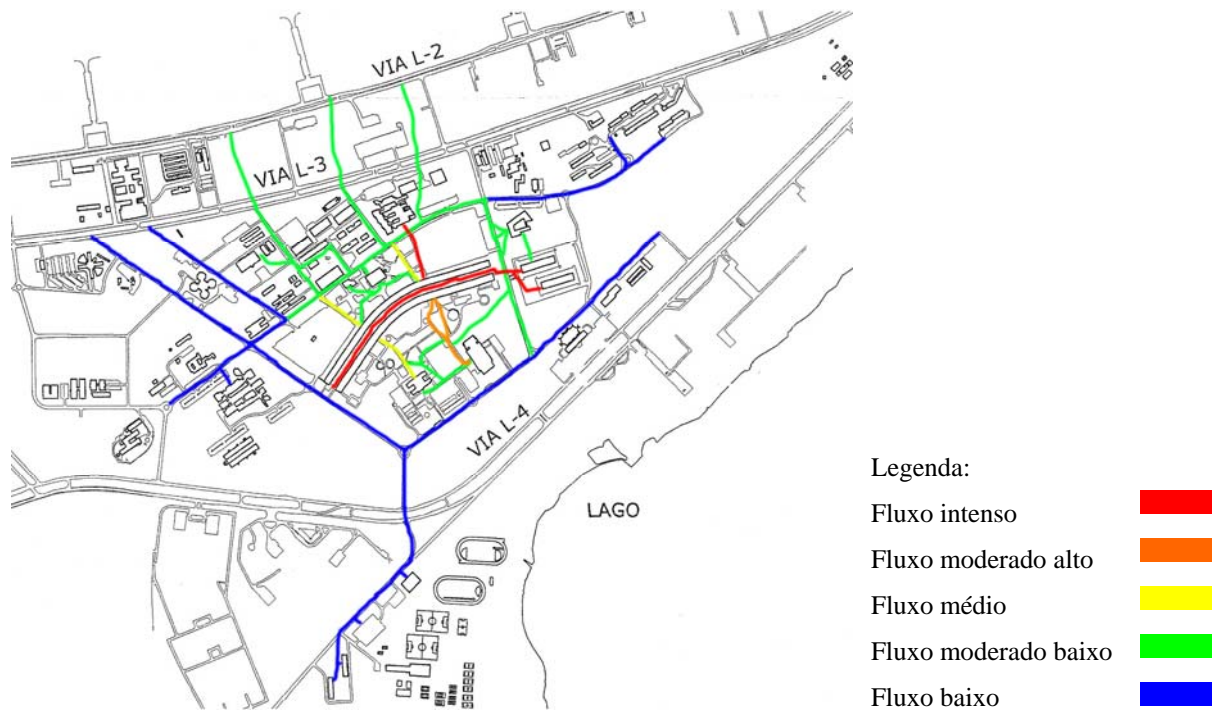 VIA L-2
VIA L-3
VIA L-4
LAGO
Legenda:
Fluxo intenso
Fluxo moderado alto
Fluxo médio
Fluxo moderado baixo
Fluxo baixo